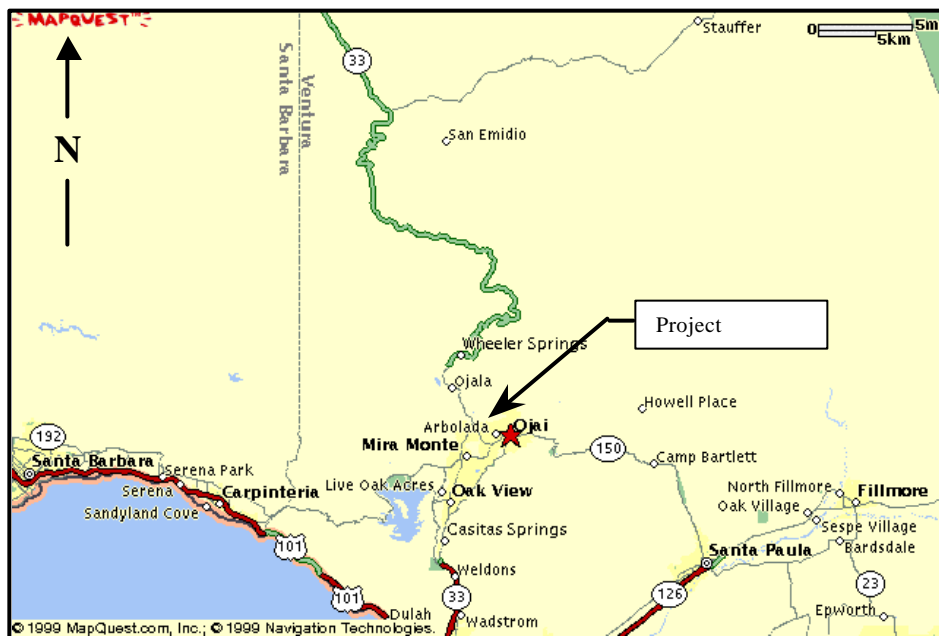 MAPQUEST™
N
0
5m
5km
33
Stauffer
Ventura
Santa Barbara
San Emidio
Project
Wheeler Springs
Ojala
Howell Place
Arbolada
Ojai
192
Mira Monte
150
Santa Barbara
Serena Park
Camp Bartlett
Live Oak Acres
North Fillmore
Serena
Carpinteria
Oak View
Fillmore
Sandyland Cove
Oak Village
Sespe Village
Casitas Springs
101
Santa Paula
Bardsdale
Weldons
101
33
126
23
Dulah
Wadstrom
Epworth
© 1999 MapQuest.com, Inc.; © 1999 Navigation Technologies.